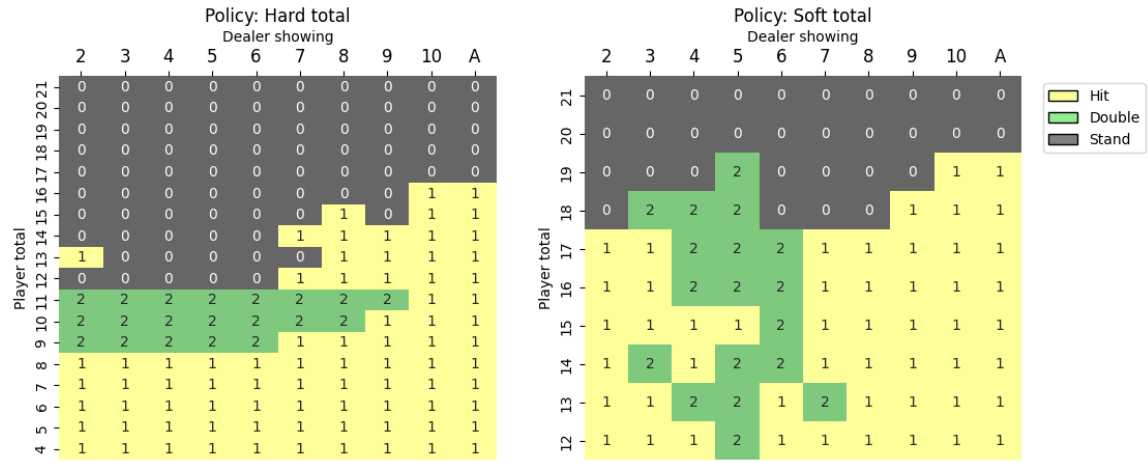 Policy: Hard total
Dealer showing
2 3 4 5 6 7 8 9 10 A
Player total
21 0 0 0 0 0 0 0 0 0 0
20 0 0 0 0 0 0 0 0 0 0
19 0 0 0 0 0 0 0 0 0 0
18 0 0 0 0 0 0 0 0 0 0
17 0 0 0 0 0 0 0 0 0 0
16 0 0 0 0 0 0 0 0 1 1
15 0 0 0 0 0 0 1 0 1 1
14 0 0 0 0 0 1 1 1 1 1
13 1 0 0 0 0 0 1 1 1 1
12 0 0 0 0 0 1 1 1 1 1
11 2 2 2 2 2 2 2 2 1 1
10 2 2 2 2 2 2 2 1 1 1
9 2 2 2 2 2 1 1 1 1 1
8 1 1 1 1 1 1 1 1 1 1
7 1 1 1 1 1 1 1 1 1 1
6 1 1 1 1 1 1 1 1 1 1
5 1 1 1 1 1 1 1 1 1 1
4 1 1 1 1 1 1 1 1 1 1
Policy: Soft total
Dealer showing
2 3 4 5 6 7 8 9 10 A
Player total
21 0 0 0 0 0 0 0 0 0 0
20 0 0 0 0 0 0 0 0 0 0
19 0 0 0 2 0 0 0 0 1 1
18 0 2 2 2 0 0 0 1 1 1
17 1 1 2 2 2 1 1 1 1 1
16 1 1 2 2 2 1 1 1 1 1
15 1 1 1 1 2 1 1 1 1 1
14 1 2 1 2 2 1 1 1 1 1
13 1 1 2 2 1 2 1 1 1 1
12 1 1 1 2 1 1 1 1 1 1
Hit
Double
Stand